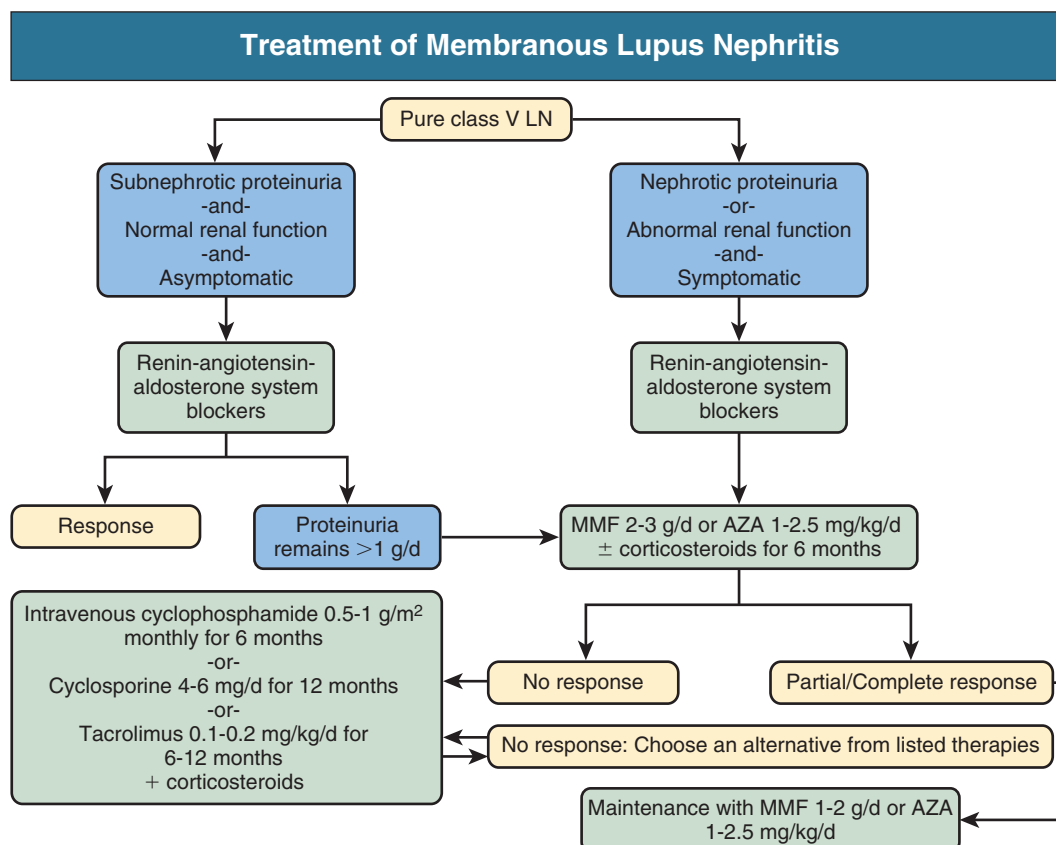 Treatment of Membranous Lupus Nephritis
Pure class V LN
Subnephrotic proteinuria
-and-
Normal renal function
-and-
Asymptomatic
Nephrotic proteinuria
-or-
Abnormal renal function
-and-
Symptomatic
Renin-angiotensin-
aldosterone system
blockers
Renin-angiotensin-
aldosterone system
blockers
Response
Proteinuria
remains >1 g/d
MMF 2-3 g/d or AZA 1-2.5 mg/kg/d
± corticosteroids for 6 months
Intravenous cyclophosphamide 0.5-1 g/m²
monthly for 6 months
-or-
Cyclosporine 4-6 mg/d for 12 months
-or-
Tacrolimus 0.1-0.2 mg/kg/d for
6-12 months
+ corticosteroids
No response
Partial/Complete response
No response: Choose an alternative from listed therapies
Maintenance with MMF 1-2 g/d or AZA
1-2.5 mg/kg/d